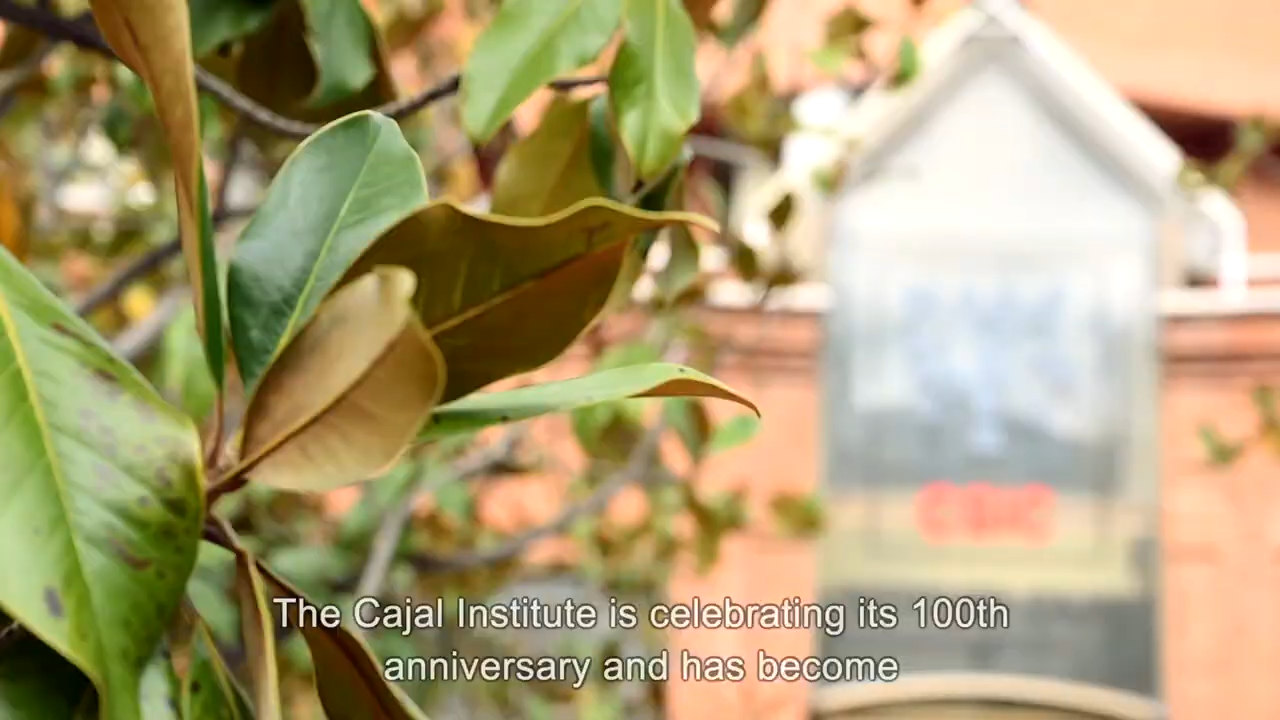 The Cajal Institute is celebrating its 100th
anniversary and has become